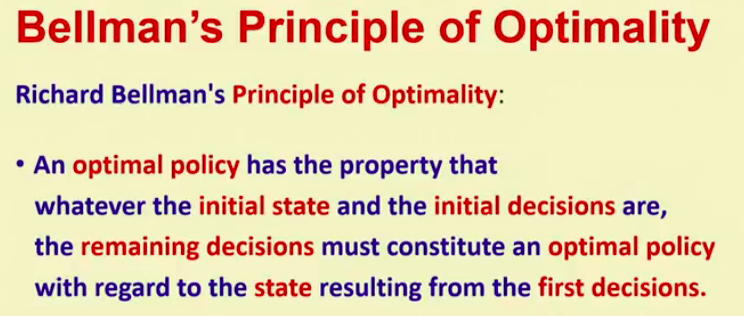 Bellman’s Principle of Optimality
Richard Bellman's Principle of Optimality:
• An optimal policy has the property that
whatever the initial state and the initial decisions are,
the remaining decisions must constitute an optimal policy
with regard to the state resulting from the first decisions.